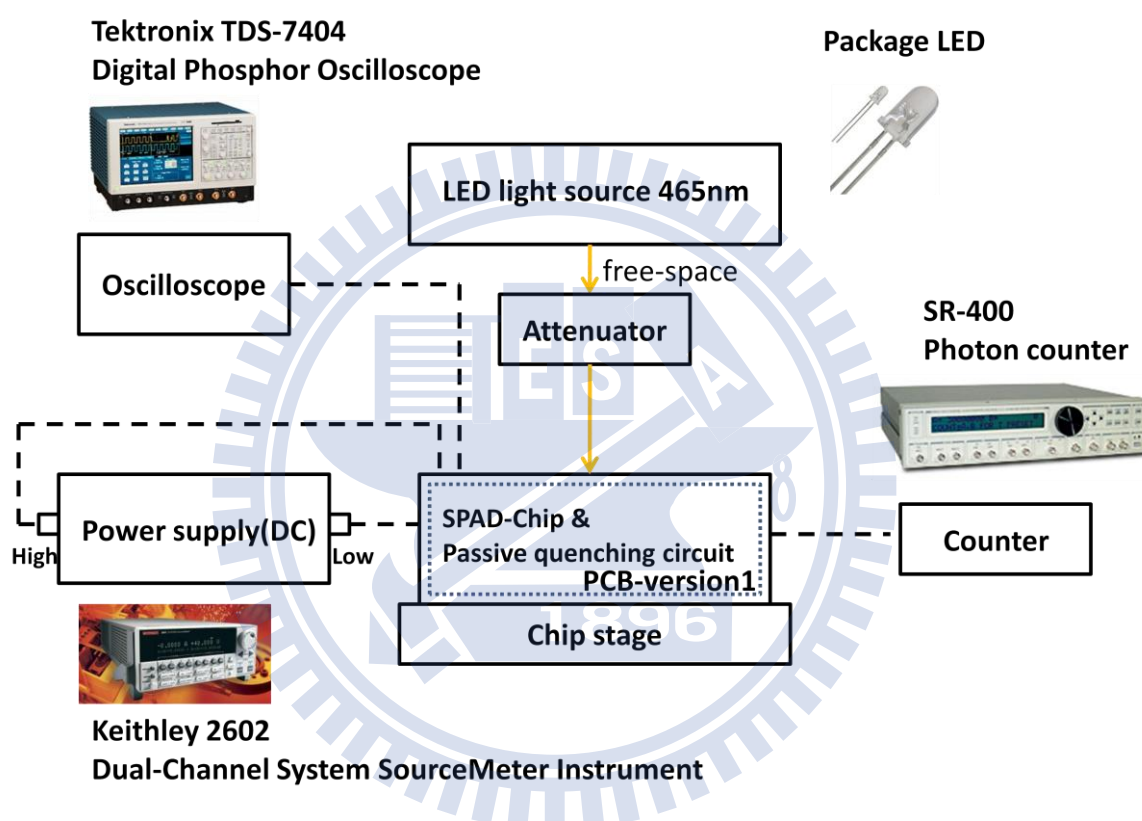 Tektronix TDS-7404
Digital Phosphor Oscilloscope
Package LED
LED light source 465nm
free-space
Oscilloscope
Attenuator
SR-400
Photon counter
ESA
Power supply(DC)
High
Low
SPAD-Chip &
Passive quenching circuit
PCB-version1
Counter
1896
Chip stage
Keithley 2602
Dual-Channel System SourceMeter Instrument